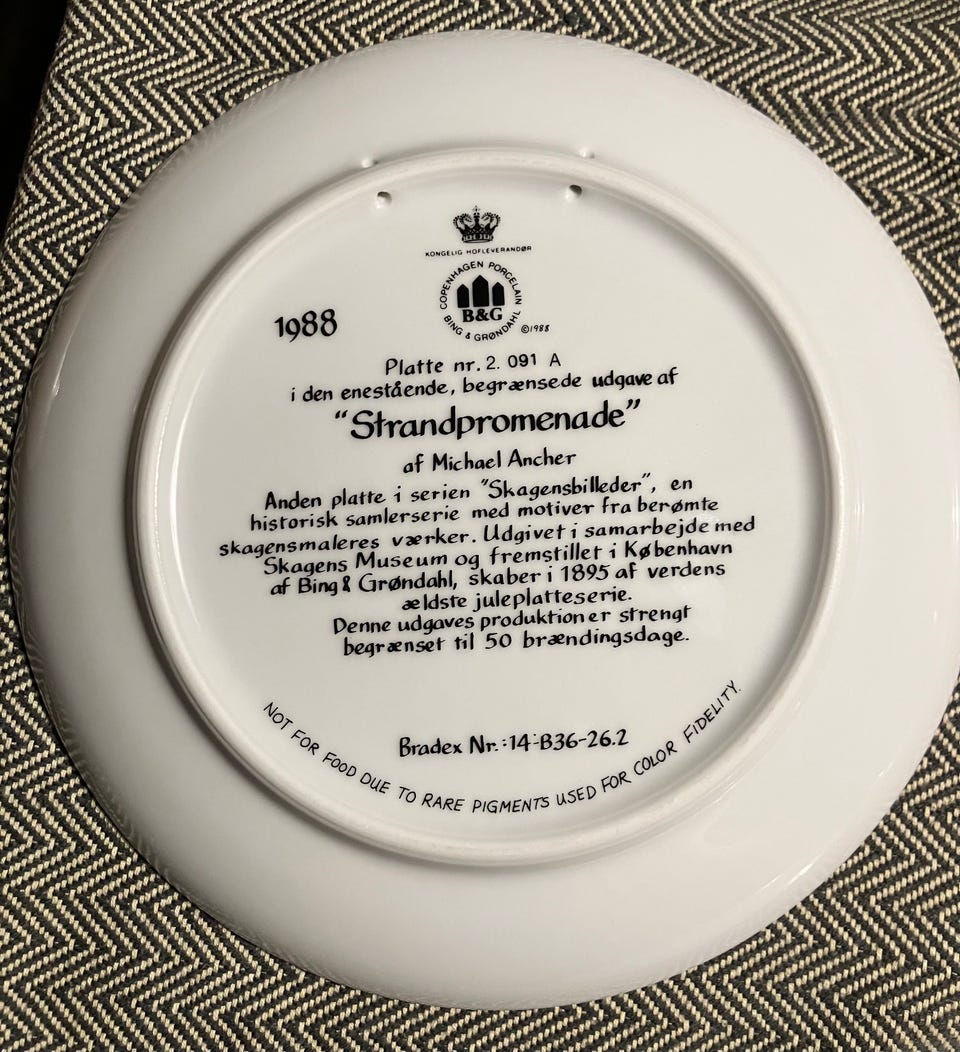 KONGELIG HOFLEVERANDØR
COPENHAGEN PORCELAIN
B&G
BING & GRØNDAHL
©1988
1988
Platte nr. 2. 091 A
i den enestående, begrænsede udgave af
"Strandpromenade"
af Michael Ancher
Anden platte i serien "Skagensbilleder", en
historisk samlerserie med motiver fra berømte
skagensmaleres værker. Udgivet i samarbejde med
Skagens Museum og fremstillet i København
af Bing & Grøndahl, skaber i 1895 af verdens
ældste juleplatteserie.
Denne udgaves produktion er strengt
begrænset til 50 brændingsdage.
Bradex Nr.: 14-B36-26.2
NOT FOR FOOD DUE TO RARE PIGMENTS USED FOR COLOR FIDELITY.